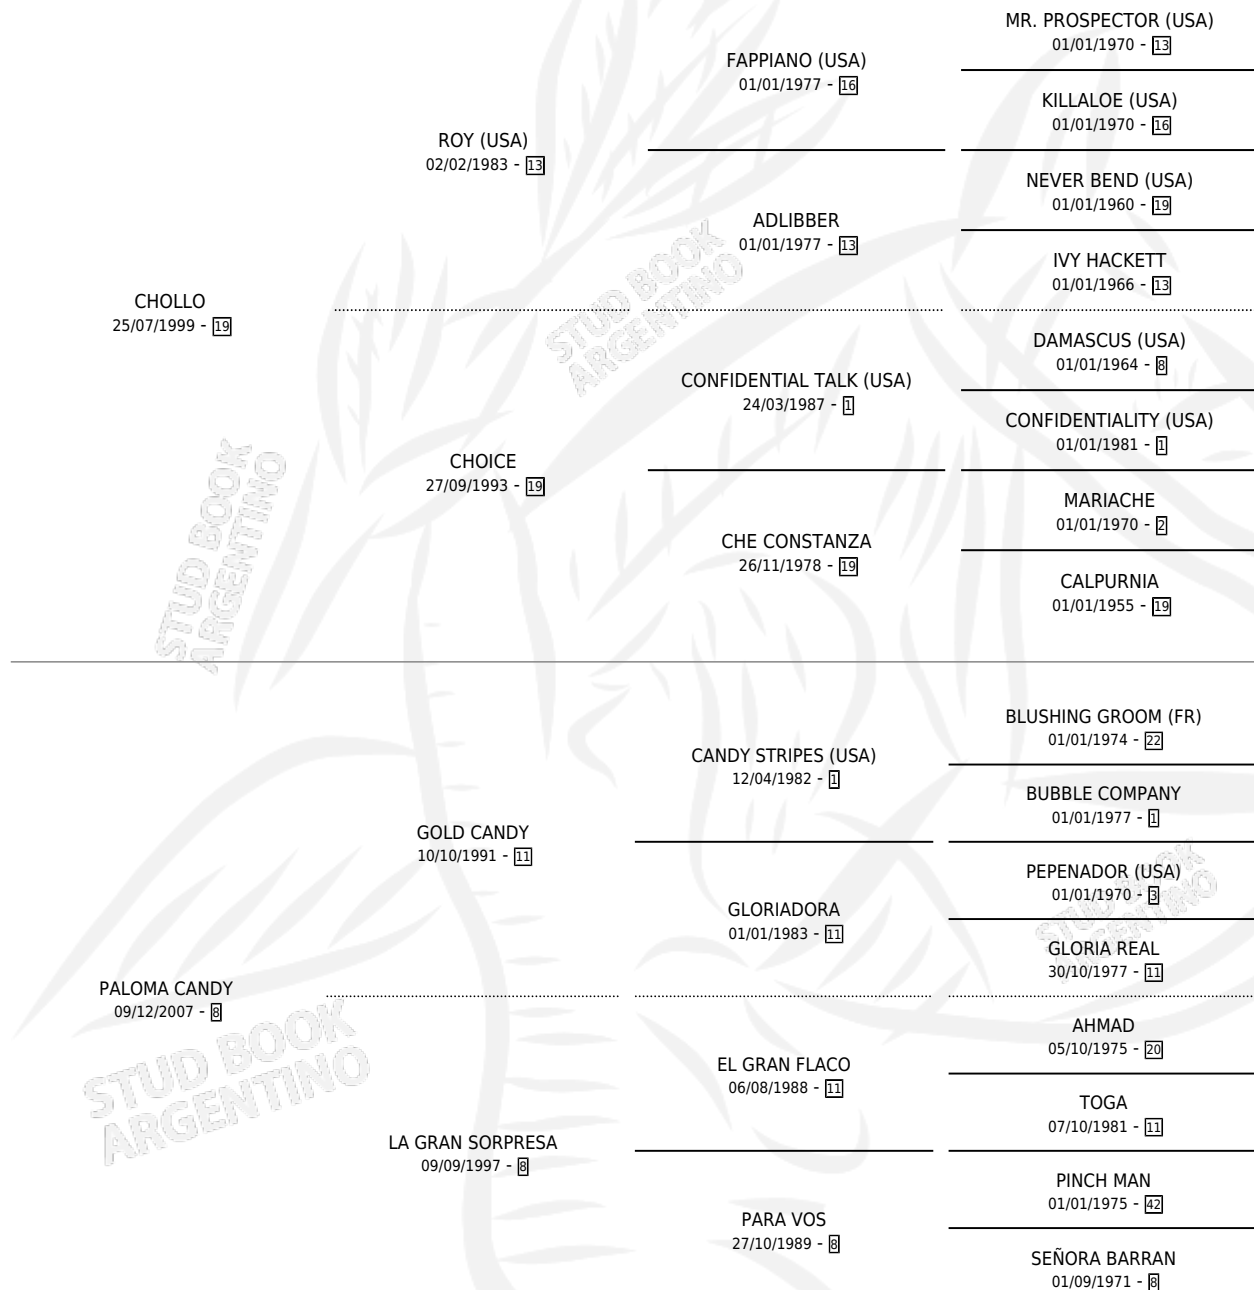 CHOLLO
25/07/1999 - 19
ROY (USA)
02/02/1983 - 13
FAPPIANO (USA)
01/01/1977 - 16
MR. PROSPECTOR (USA)
01/01/1970 - 13
KILLALOE (USA)
01/01/1970 - 16
ADLIBBER
01/01/1977 - 13
NEVER BEND (USA)
01/01/1960 - 19
IVY HACKETT
01/01/1966 - 13
CHOICE
27/09/1993 - 19
CONFIDENTIAL TALK (USA)
24/03/1987 - 1
DAMASCUS (USA)
01/01/1964 - 8
CONFIDENTIALITY (USA)
01/01/1981 - 1
CHE CONSTANZA
26/11/1978 - 19
MARIACHE
01/01/1970 - 2
CALPURNIA
01/01/1955 - 19
PALOMA CANDY
09/12/2007 - 8
GOLD CANDY
10/10/1991 - 11
CANDY STRIPES (USA)
12/04/1982 - 1
BLUSHING GROOM (FR)
01/01/1974 - 22
BUBBLE COMPANY
01/01/1977 - 1
GLORIADORA
01/01/1983 - 11
PEPENADOR (USA)
01/01/1970 - 3
GLORIA REAL
30/10/1977 - 11
LA GRAN SORPRESA
09/09/1997 - 8
EL GRAN FLACO
06/08/1988 - 11
AHMAD
05/10/1975 - 20
TOGA
07/10/1981 - 11
PARA VOS
27/10/1989 - 8
PINCH MAN
01/01/1975 - 42
SEÑORA BARRAN
01/09/1971 - 8
STUD BOOK
ARGENTINO
STUD BOOK
ARGENTINO
STUD BOOK
ARGENTINO
STUD BOOK
ARGENTINO